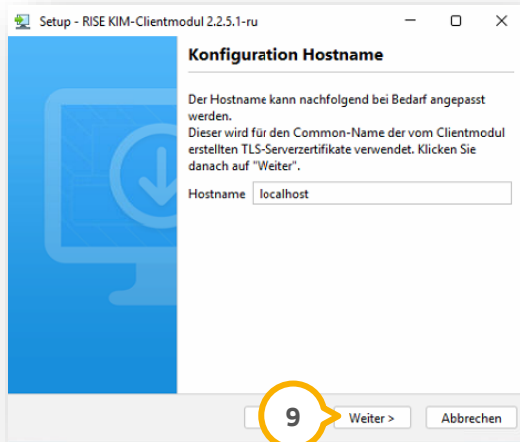 Setup - RISE KIM-Clientmodul 2.2.5.1-ru
Konfiguration Hostname
Der Hostname kann nachfolgend bei Bedarf angepasst
werden.
Dieser wird für den Common-Name der vom Clientmodul
erstellten TLS-Serverzertifikate verwendet. Klicken Sie
danach auf "Weiter".
Hostname localhost
9 Weiter > Abbrechen